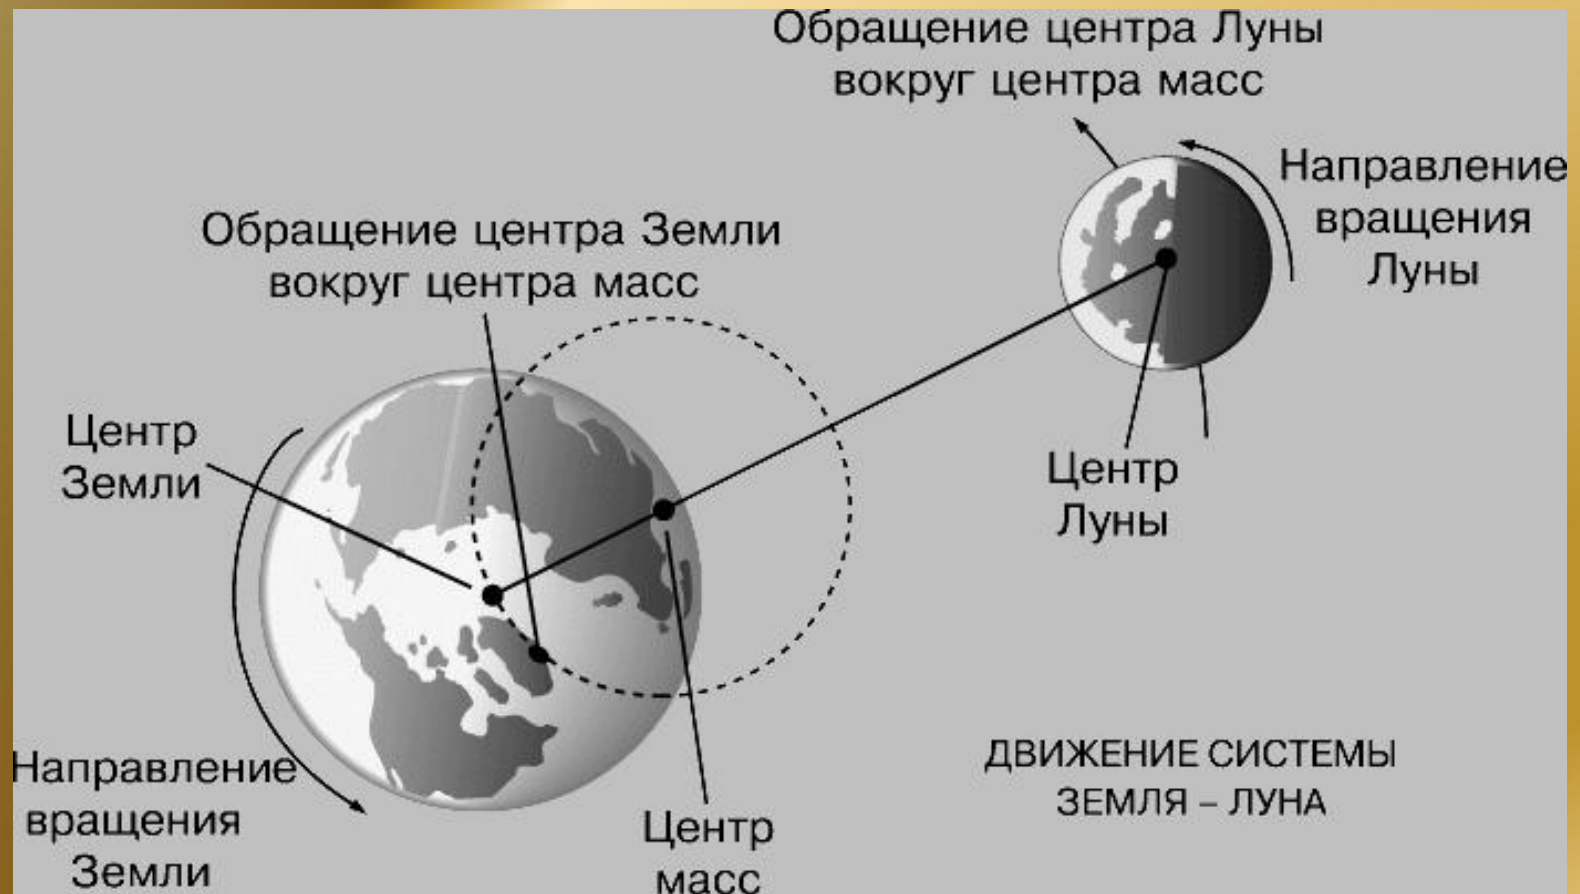 Обращение центра Луны
вокруг центра масс
Направление
вращения
Луны
Обращение центра Земли
вокруг центра масс
Центр
Земли
Центр
Луны
Направление
вращения
Земли
Центр
масс
ДВИЖЕНИЕ СИСТЕМЫ
ЗЕМЛЯ – ЛУНА